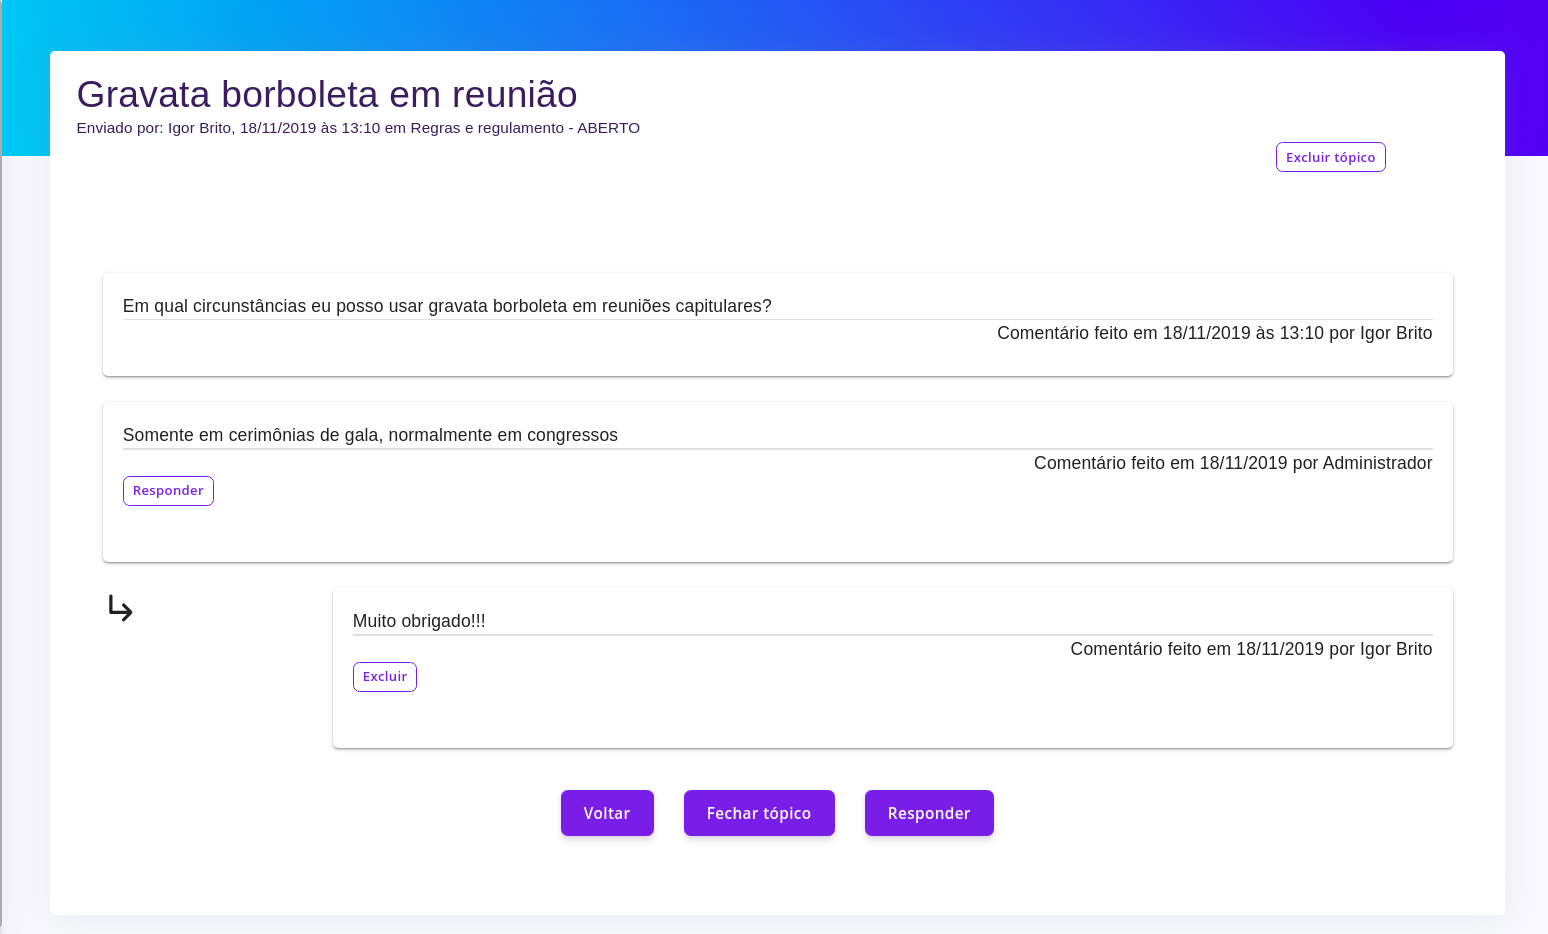 Gravata borboleta em reunião
Enviado por: Igor Brito, 18/11/2019 às 13:10 em Regras e regulamento - ABERTO
Excluir tópico
Em qual circunstâncias eu posso usar gravata borboleta em reuniões capitulares?
Comentário feito em 18/11/2019 às 13:10 por Igor Brito
Somente em cerimônias de gala, normalmente em congressos
Comentário feito em 18/11/2019 por Administrador
Responder
Muito obrigado!!!
Comentário feito em 18/11/2019 por Igor Brito
Excluir
Voltar
Fechar tópico
Responder